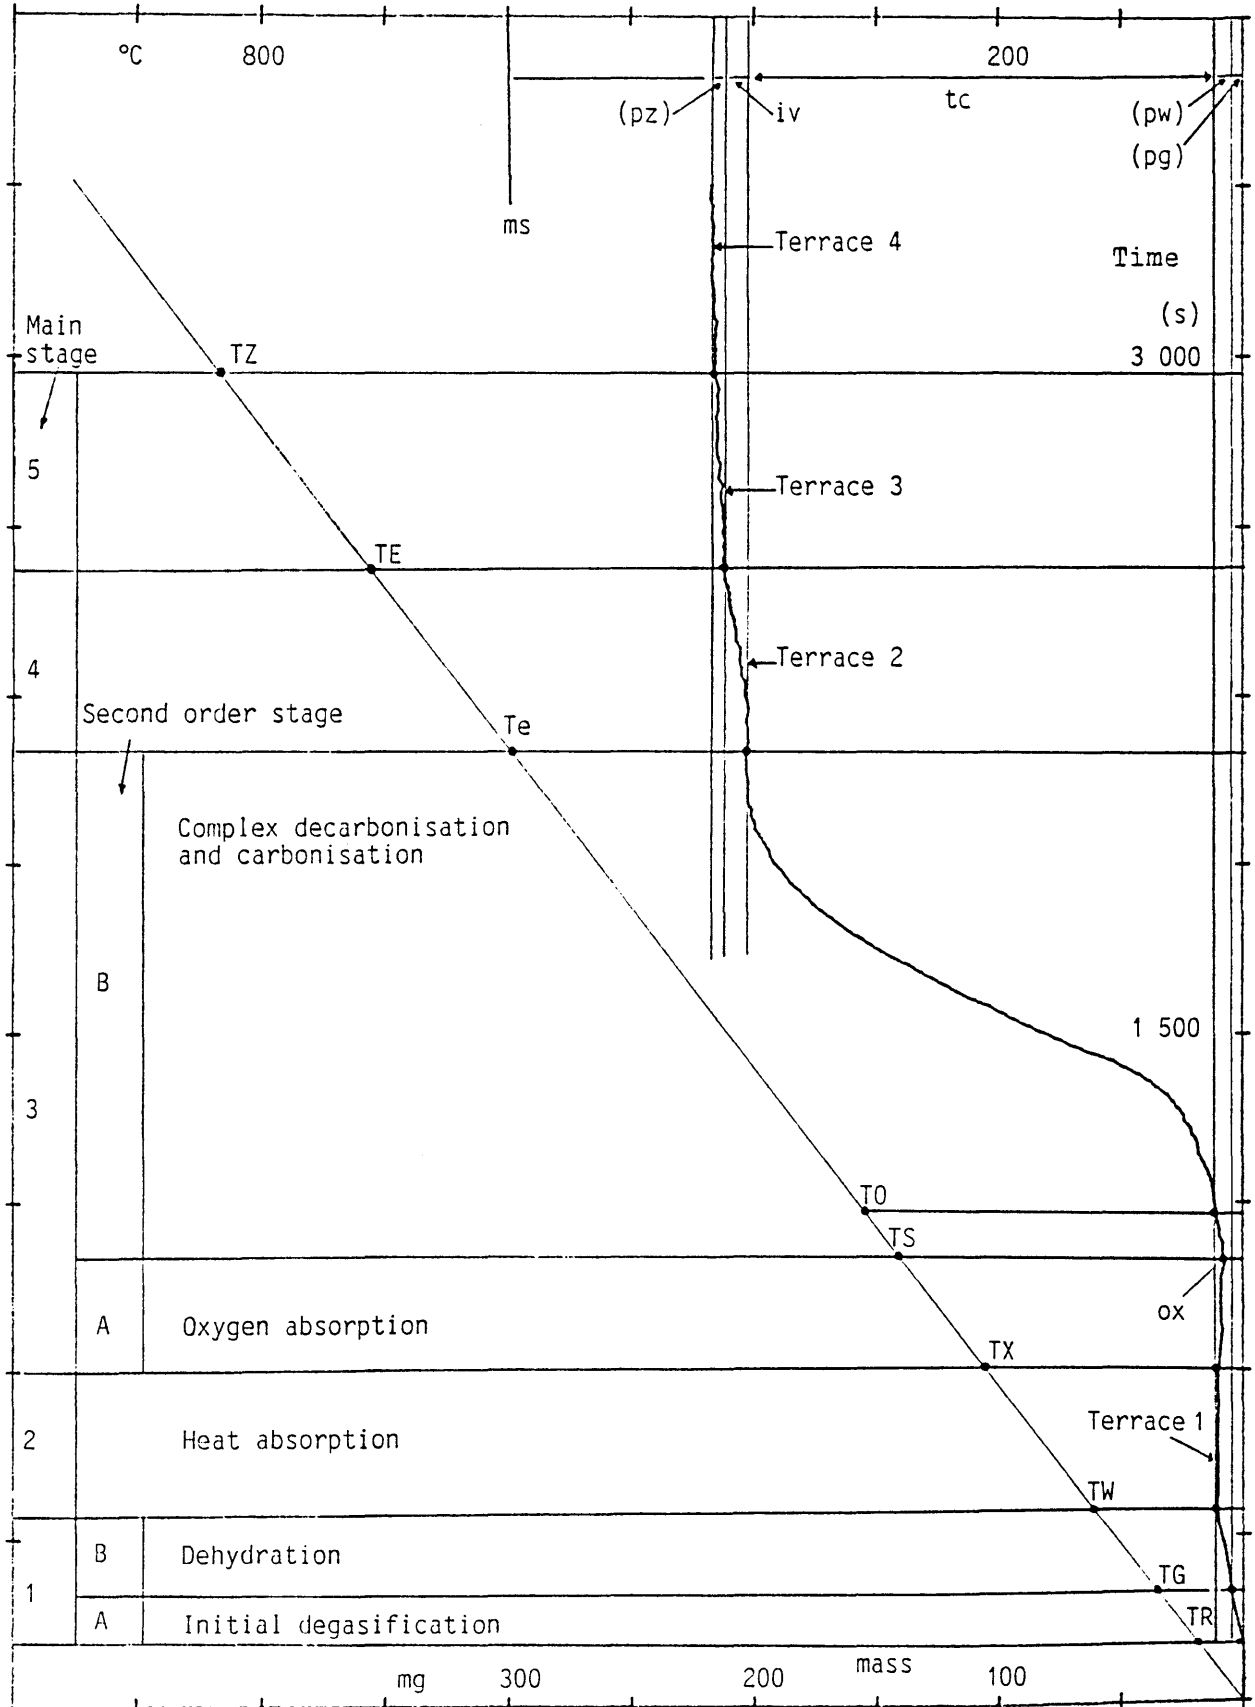 °C 800 200
(pz) iv tc (pw)
(pg)
ms
Terrace 4
Time
(s)
Main
stage
TZ
3 000
5
Terrace 3
TE
4
Terrace 2
Second order stage
Te
Complex decarbonisation
and carbonisation
B
1 500
3
TO
TS
ox
A Oxygen absorption
TX
Terrace 1
2 Heat absorption
TW
B Dehydration
TG
1
A Initial degasification
TR
mg 300 200 mass 100